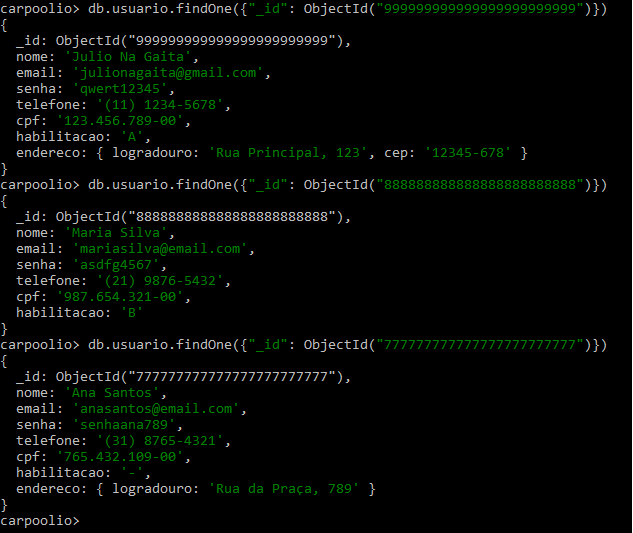 carpoolio> db.usuario.findOne({"_id": ObjectId("999999999999999999999999")})
{
  _id: ObjectId("999999999999999999999999"),
  nome: 'Julio Na Gaita',
  email: 'julionagaita@gmail.com',
  senha: 'qwert12345',
  telefone: '(11) 1234-5678',
  cpf: '123.456.789-00',
  habilitacao: 'A',
  endereco: { logradouro: 'Rua Principal, 123', cep: '12345-678' }
}
carpoolio> db.usuario.findOne({"_id": ObjectId("888888888888888888888888")})
{
  _id: ObjectId("888888888888888888888888"),
  nome: 'Maria Silva',
  email: 'mariasilva@email.com',
  senha: 'asdfg4567',
  telefone: '(21) 9876-5432',
  cpf: '987.654.321-00',
  habilitacao: 'B'
}
carpoolio> db.usuario.findOne({"_id": ObjectId("777777777777777777777777")})
{
  _id: ObjectId("777777777777777777777777"),
  nome: 'Ana Santos',
  email: 'anasantos@email.com',
  senha: 'senhaana789',
  telefone: '(31) 8765-4321',
  cpf: '765.432.109-00',
  habilitacao: '-',
  endereco: { logradouro: 'Rua da Praça, 789' }
}
carpoolio>